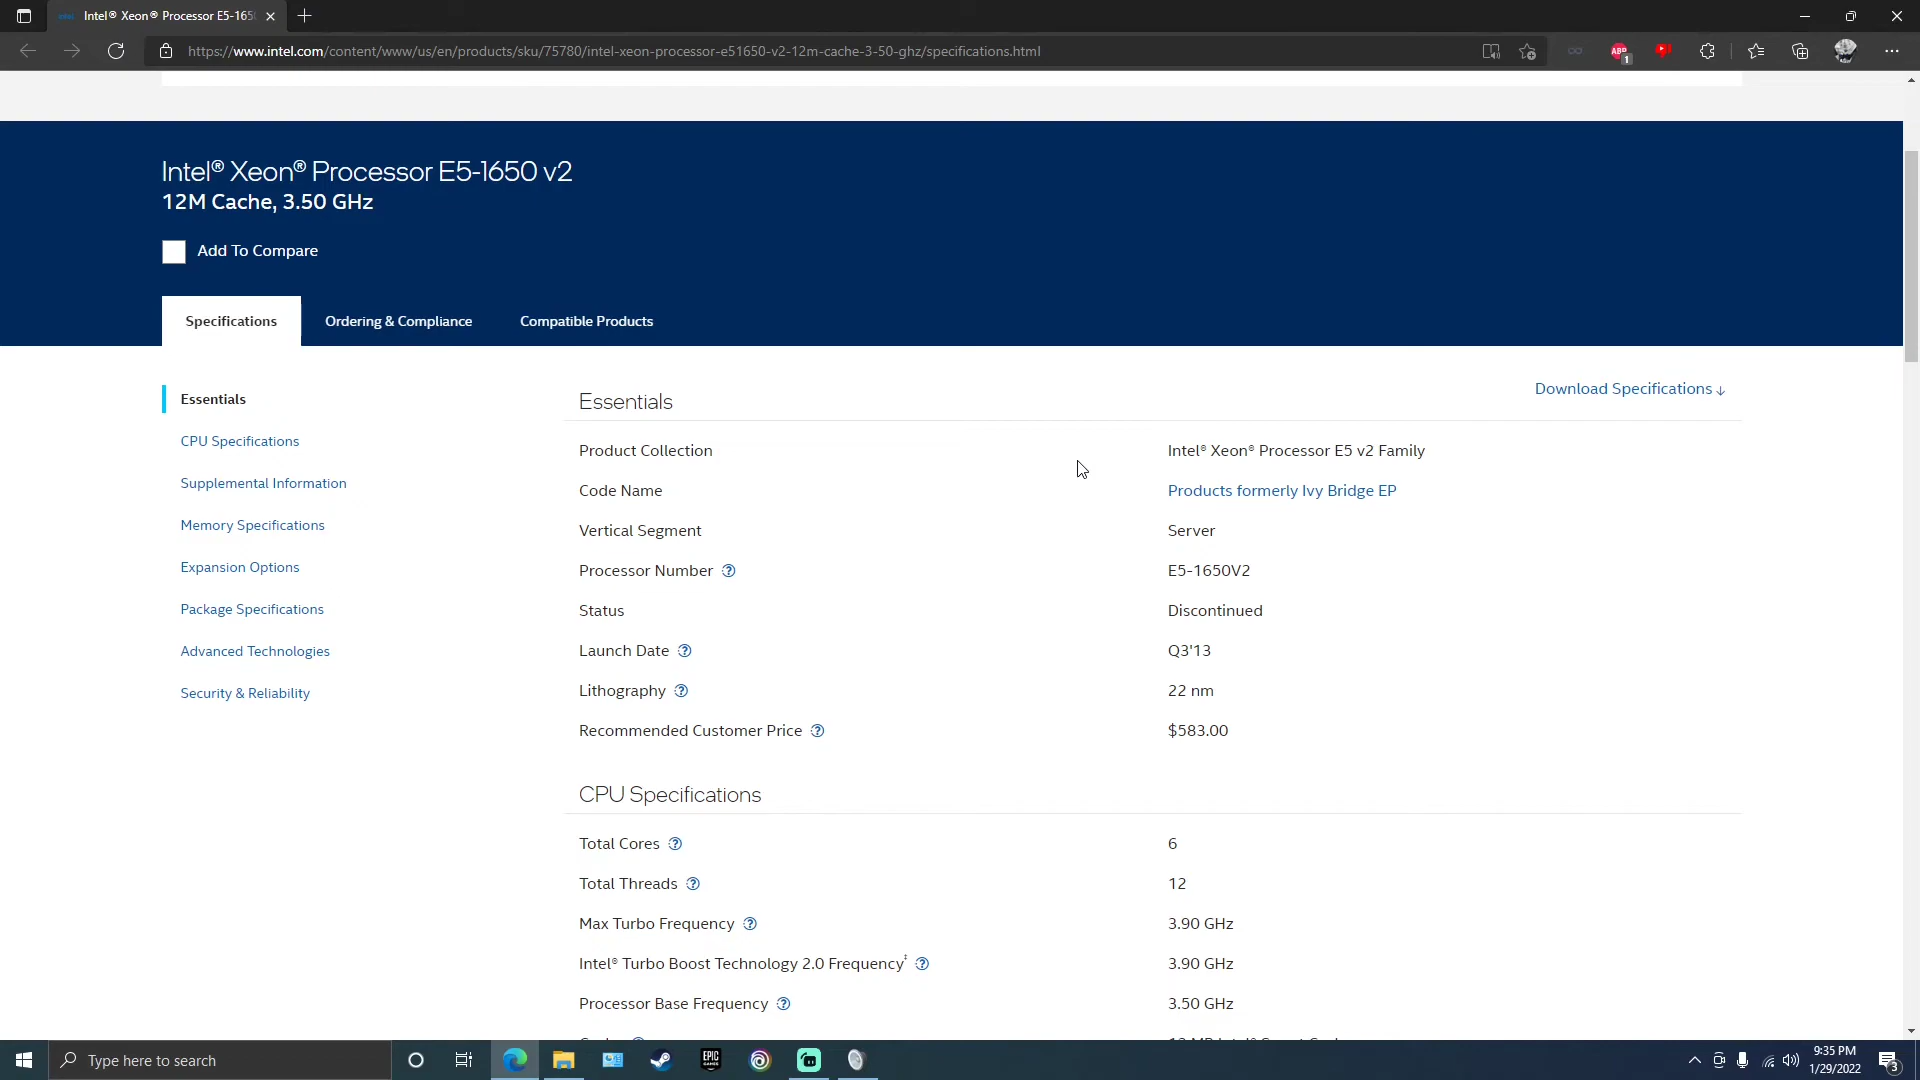 Intel® Xeon® Processor E5-165
https://www.intel.com/content/www/us/en/products/sku/75780/intel-xeon-processor-e51650-v2-12m-cache-3-50-ghz/specifications.html
ABP
1
Intel® Xeon® Processor E5-1650 v2
12M Cache, 3.50 GHz
Add To Compare
Specifications
Ordering & Compliance
Compatible Products
Essentials
CPU Specifications
Supplemental Information
Memory Specifications
Expansion Options
Package Specifications
Advanced Technologies
Security & Reliability
Download Specifications ↓
Essentials
Product Collection Intel® Xeon® Processor E5 v2 Family
Code Name Products formerly Ivy Bridge EP
Vertical Segment Server
Processor Number ? E5-1650V2
Status Discontinued
Launch Date ? Q3'13
Lithography ? 22 nm
Recommended Customer Price ? $583.00
CPU Specifications
Total Cores ? 6
Total Threads ? 12
Max Turbo Frequency ? 3.90 GHz
Intel® Turbo Boost Technology 2.0 Frequency‡ ? 3.90 GHz
Processor Base Frequency ? 3.50 GHz
Type here to search
EPIC GAMES
9:35 PM
1/29/2022
3